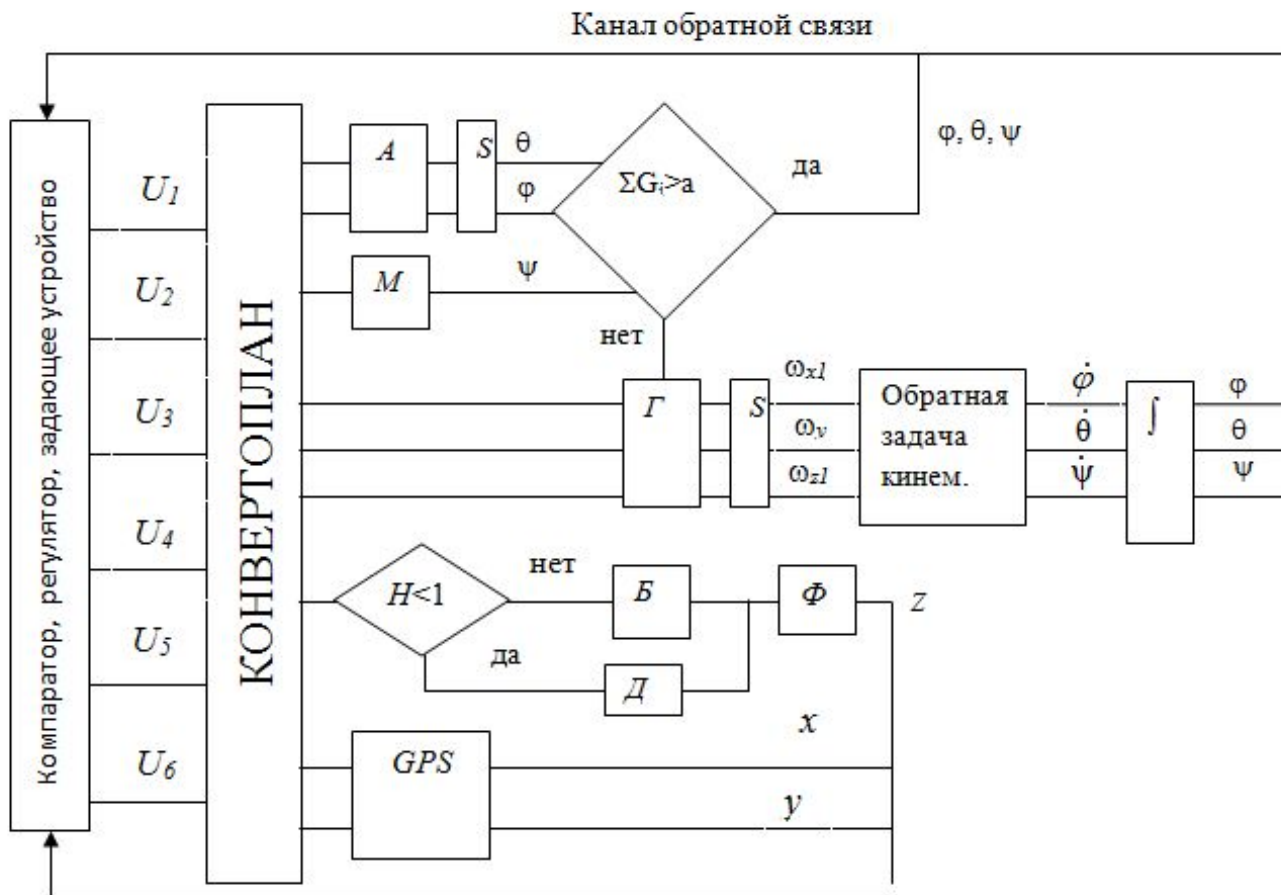 Канал обратной связи
Компаратор, регулятор, задающее устройство
U1
U2
U3
U4
U5
U6
КОНВЕРТОПЛАН
A
S
θ
φ
ΣGi>a
да
φ, θ, ψ
M
ψ
нет
Г
S
ωx1
ωy
ωz1
Обратная
задача
кинем.
φ̇
θ̇
ψ̇
∫
φ
θ
ψ
H<1
нет
Б
Ф
Z
да
Д
x
GPS
y